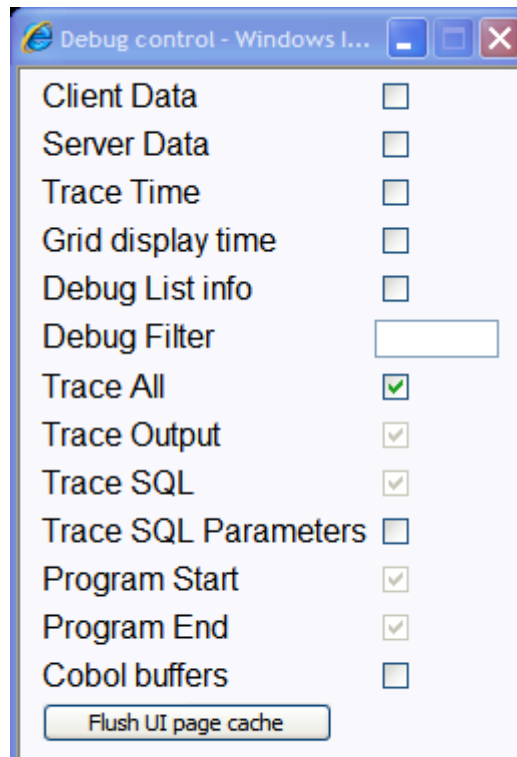 Debug control - Windows I...
Client Data
Server Data
Trace Time
Grid display time
Debug List info
Debug Filter
Trace All
Trace Output
Trace SQL
Trace SQL Parameters
Program Start
Program End
Cobol buffers
Flush UI page cache